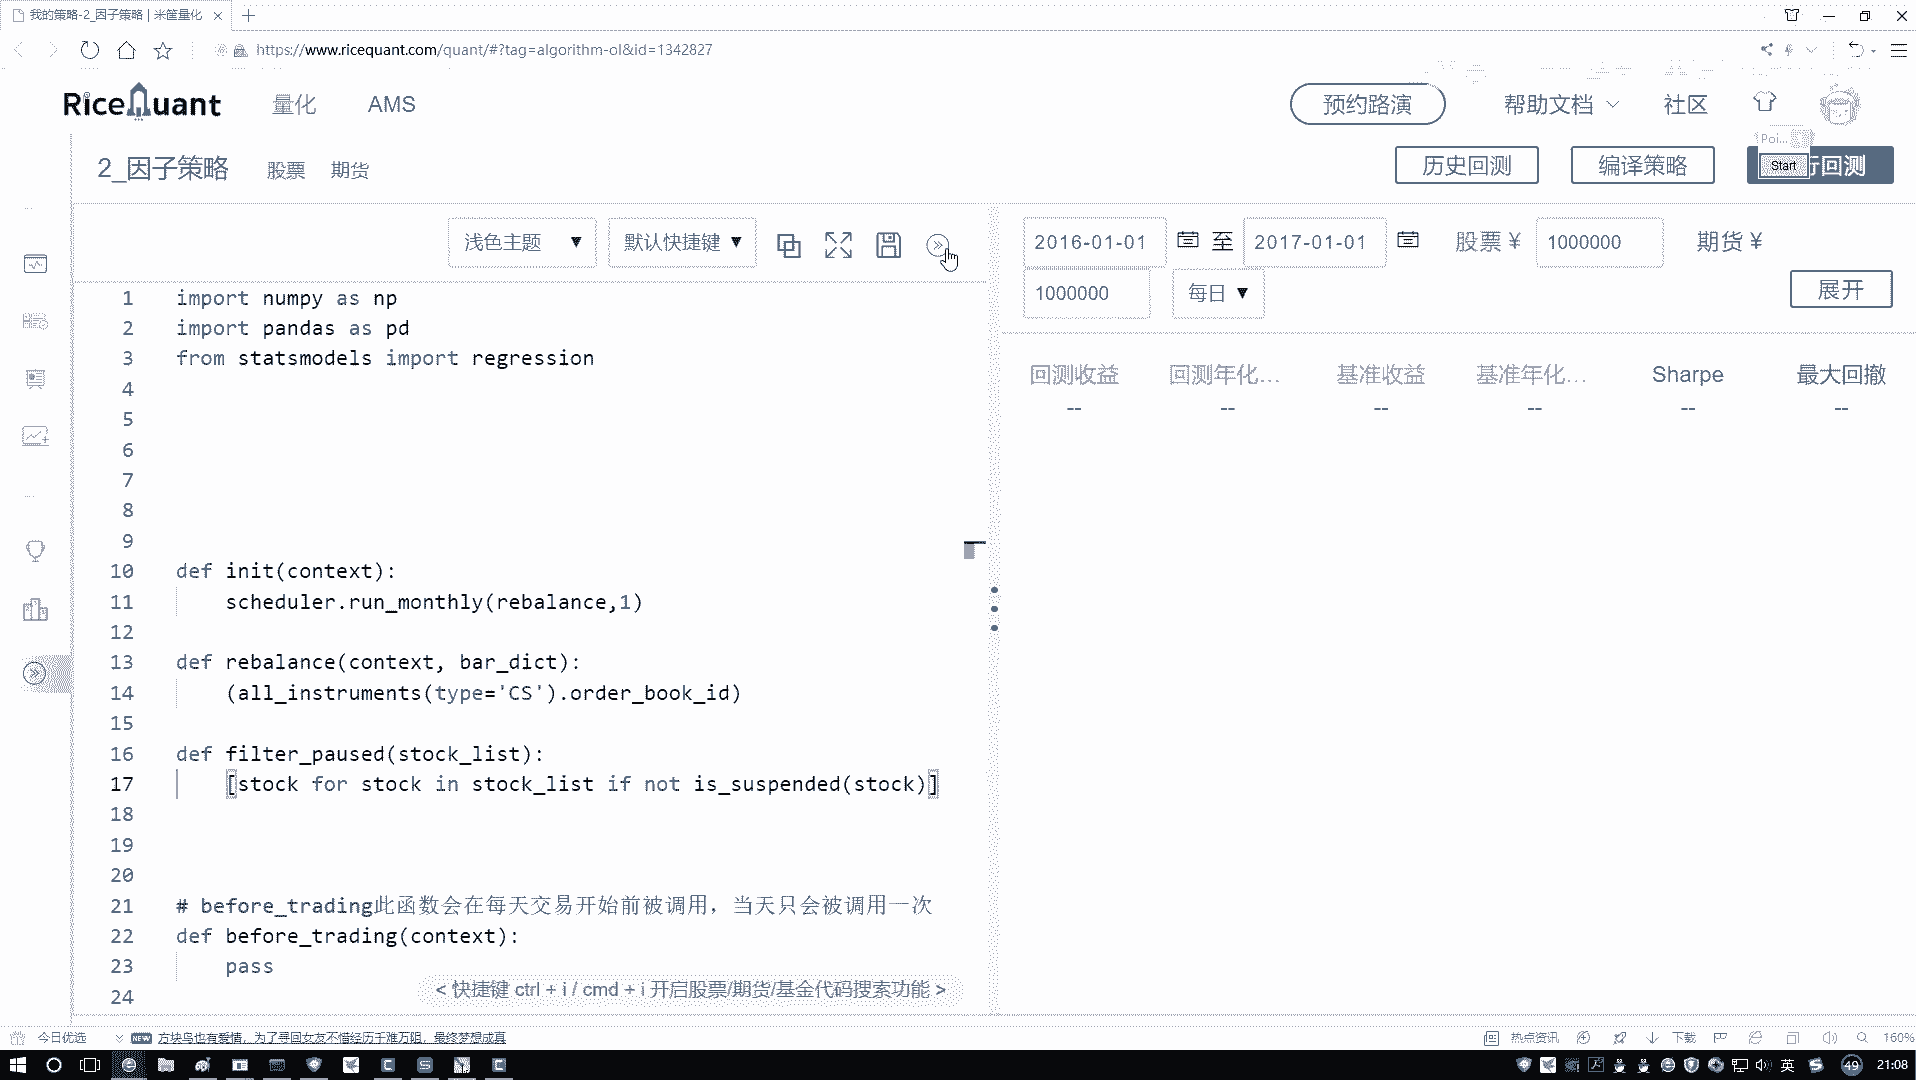 我的策略-2_因子策略 | 米筐量化
https://www.ricequant.com/quant/#?tag=algorithm-ol&id=1342827
RiceQuant 量化 AMS 预约路演 帮助文档 社区
Poi...
2_因子策略 股票 期货 历史回测 编译策略 Start 行回测
浅色主题 ▼ 默认快捷键 ▼
2016-01-01 至 2017-01-01 股票 ¥ 1000000 期货 ¥
1000000 每日 ▼ 展开
回测收益 回测年化... 基准收益 基准年化... Sharpe 最大回撤
-- -- -- -- -- --
1 import numpy as np
2 import pandas as pd
3 from statsmodels import regression
4
5
6
7
8
9
10 def init(context):
11 scheduler.run_monthly(rebalance,1)
12
13 def rebalance(context, bar_dict):
14 (all_instruments(type='CS').order_book_id)
15
16 def filter_paused(stock_list):
17 [stock for stock in stock_list if not is_suspended(stock)]
18
19
20
21 # before_trading此函数会在每天交易开始前被调用，当天只会被调用一次
22 def before_trading(context):
23 pass
24
< 快捷键 ctrl + i / cmd + i 开启股票/期货/基金代码搜索功能 >
今日优选 NEW 方块鸟也有爱情，为了寻回女友不惜经历千难万阻，最终梦想成真 热点资讯 下载 160%
英 49 21:08